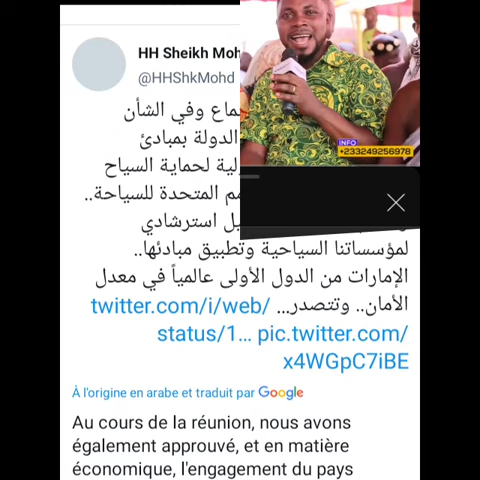 HH Sheikh Moh
@HHShkMohd
INFO
+233249256978
ماع وفي الشأن
الدولة بمبادئ
لية لحماية السياح
مم المتحدة للسياحة..
يل استرشادي
لمؤسساتنا السياحية وتطبيق مبادئها..
الإمارات من الدول الأولى عالمياً في معدل
الأمان.. وتتصدر... twitter.com/i/web/
status/1... pic.twitter.com/
x4WGpC7iBE
À l'origine en arabe et traduit par Google
Au cours de la réunion, nous avons
également approuvé, et en matière
économique, l'engagement du pays